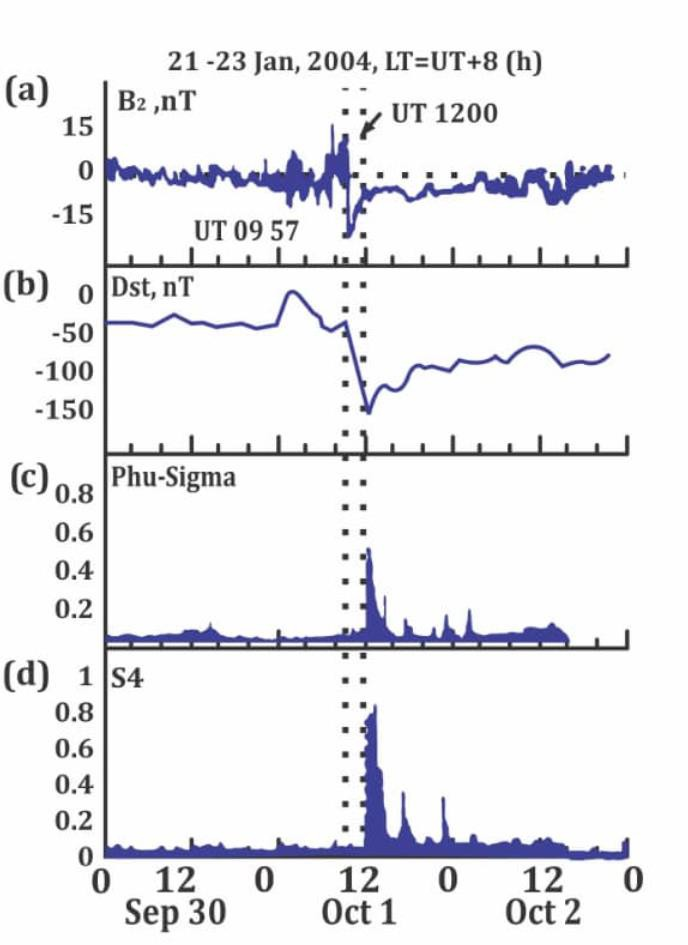 21 -23 Jan, 2004, LT=UT+8 (h)
(a)
B2 ,nT
UT 1200
15
0
-15
UT 09 57
(b)
0
Dst, nT
-50
-100
-150
(c)
Phu-Sigma
0.8
0.6
0.4
0.2
(d)
1
S4
0.8
0.6
0.4
0.2
0
0 12 0 12 0 12 0
Sep 30 Oct 1 Oct 2